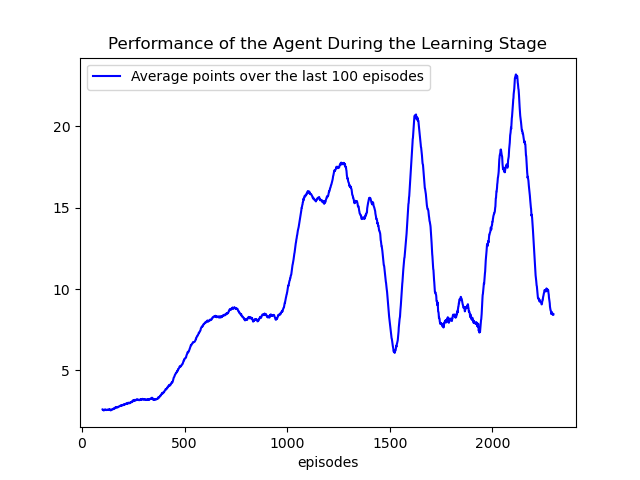 Performance of the Agent During the Learning Stage
Average points over the last 100 episodes
20
15
10
5
0 500 1000 1500 2000
episodes